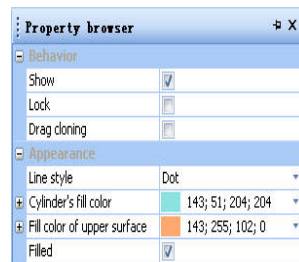 Property browser
Behavior
Show
Lock
Drag cloning
Appearance
Line style Dot
Cylinder's fill color 143; 51; 204; 204
Fill color of upper surface 143; 255; 102; 0
Filled